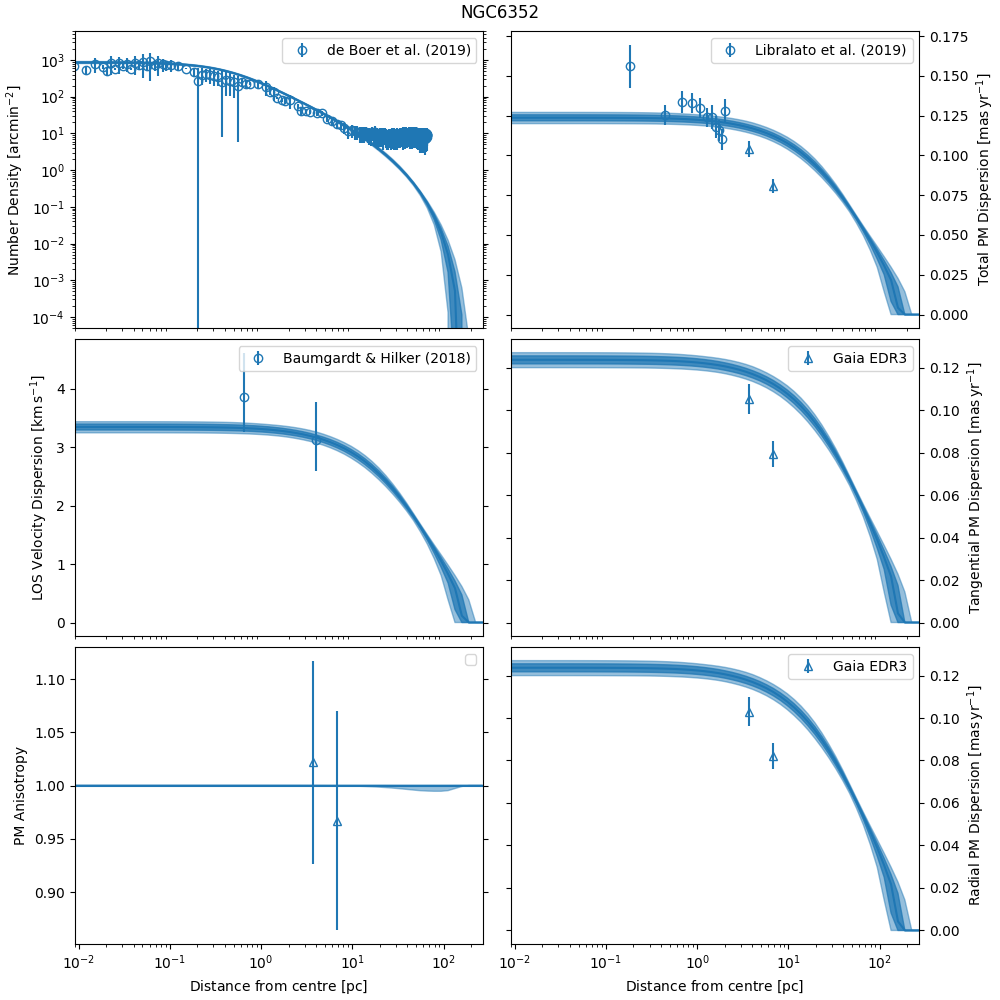 NGC6352
de Boer et al. (2019)
10³
10²
10¹
10⁰
10⁻¹
10⁻²
10⁻³
10⁻⁴
Number Density [arcmin⁻²]
Libralato et al. (2019)
0.175
0.150
0.125
0.100
0.075
0.050
0.025
0.000
Total PM Dispersion [mas yr⁻¹]
Baumgardt & Hilker (2018)
4
3
2
1
0
LOS Velocity Dispersion [km s⁻¹]
Gaia EDR3
0.12
0.10
0.08
0.06
0.04
0.02
0.00
Tangential PM Dispersion [mas yr⁻¹]
1.10
1.05
1.00
0.95
0.90
PM Anisotropy
10⁻² 10⁻¹ 10⁰ 10¹ 10²
Distance from centre [pc]
Gaia EDR3
0.12
0.10
0.08
0.06
0.04
0.02
0.00
Radial PM Dispersion [mas yr⁻¹]
10⁻² 10⁻¹ 10⁰ 10¹ 10²
Distance from centre [pc]